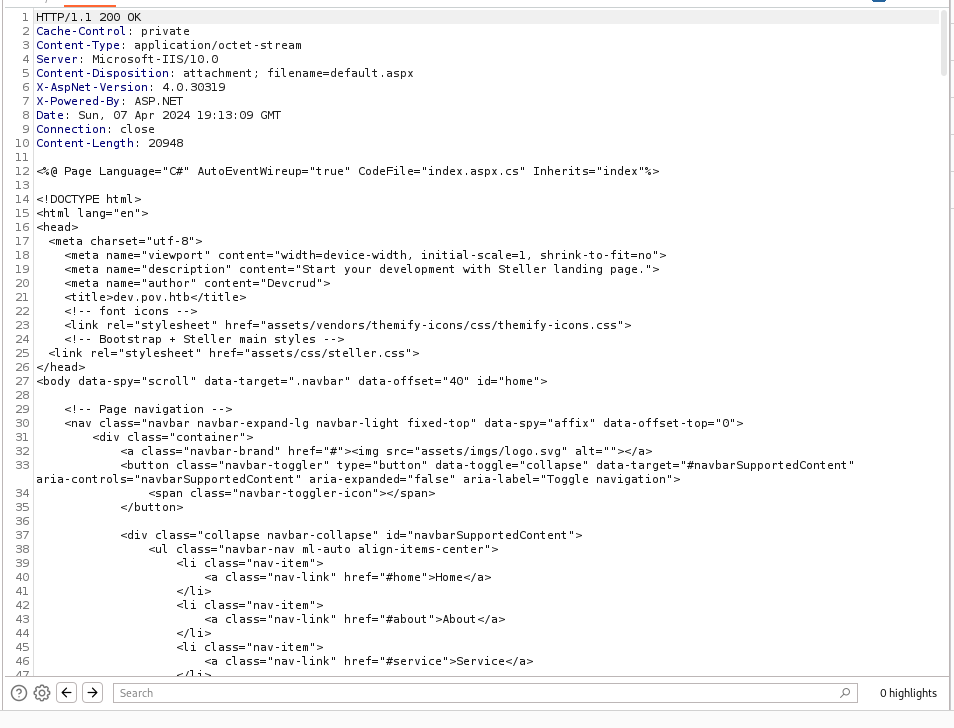 1 HTTP/1.1 200 OK
2 Cache-Control: private
3 Content-Type: application/octet-stream
4 Server: Microsoft-IIS/10.0
5 Content-Disposition: attachment; filename=default.aspx
6 X-AspNet-Version: 4.0.30319
7 X-Powered-By: ASP.NET
8 Date: Sun, 07 Apr 2024 19:13:09 GMT
9 Connection: close
10 Content-Length: 20948
11
12 <%@ Page Language="C#" AutoEventWireup="true" CodeFile="index.aspx.cs" Inherits="index"%>
13
14 <!DOCTYPE html>
15 <html lang="en">
16 <head>
17 <meta charset="utf-8">
18 <meta name="viewport" content="width=device-width, initial-scale=1, shrink-to-fit=no">
19 <meta name="description" content="Start your development with Steller landing page.">
20 <meta name="author" content="Devcrud">
21 <title>dev.pov.htb</title>
22 <!-- font icons -->
23 <link rel="stylesheet" href="assets/vendors/themify-icons/css/themify-icons.css">
24 <!-- Bootstrap + Steller main styles -->
25 <link rel="stylesheet" href="assets/css/steller.css">
26 </head>
27 <body data-spy="scroll" data-target=".navbar" data-offset="40" id="home">
28
29 <!-- Page navigation -->
30 <nav class="navbar navbar-expand-lg navbar-light fixed-top" data-spy="affix" data-offset-top="0">
31 <div class="container">
32 <a class="navbar-brand" href="#"><img src="assets/imgs/logo.svg" alt=""></a>
33 <button class="navbar-toggler" type="button" data-toggle="collapse" data-target="#navbarSupportedContent"
aria-controls="navbarSupportedContent" aria-expanded="false" aria-label="Toggle navigation">
34 <span class="navbar-toggler-icon"></span>
35 </button>
36
37 <div class="collapse navbar-collapse" id="navbarSupportedContent">
38 <ul class="navbar-nav ml-auto align-items-center">
39 <li class="nav-item">
40 <a class="nav-link" href="#home">Home</a>
41 </li>
42 <li class="nav-item">
43 <a class="nav-link" href="#about">About</a>
44 </li>
45 <li class="nav-item">
46 <a class="nav-link" href="#service">Service</a>
47 </li>
Search
0 highlights